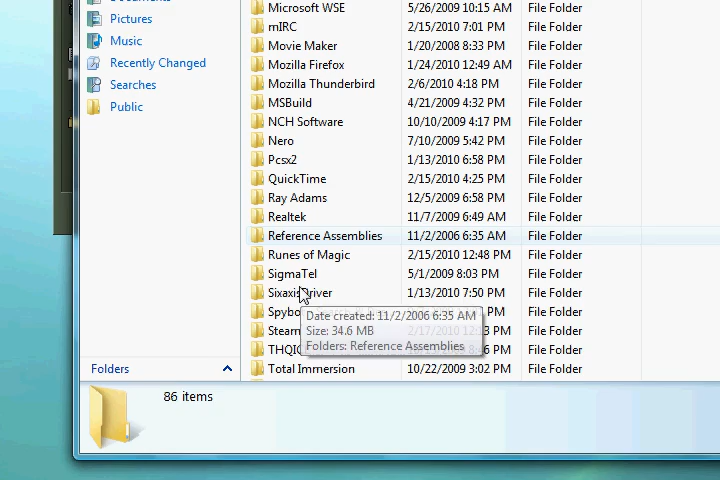 Microsoft WSE 5/26/2009 10:15 AM File Folder
Pictures mIRC 2/15/2010 7:01 PM File Folder
Music Movie Maker 1/20/2008 8:33 PM File Folder
Recently Changed Mozilla Firefox 1/24/2010 12:49 AM File Folder
Searches Mozilla Thunderbird 2/6/2010 4:18 PM File Folder
Public MSBuild 4/21/2009 4:32 PM File Folder
NCH Software 10/10/2009 4:17 PM File Folder
Nero 7/10/2009 5:42 PM File Folder
Pcsx2 1/13/2010 6:58 PM File Folder
QuickTime 2/15/2010 4:25 PM File Folder
Ray Adams 12/5/2009 6:58 PM File Folder
Realtek 11/7/2009 6:49 AM File Folder
Reference Assemblies 11/2/2006 6:35 AM File Folder
Runes of Magic 2/15/2010 12:48 PM File Folder
SigmaTel 5/1/2009 8:03 PM File Folder
1/13/2010 7:50 PM File Folder
File Folder
Date created: 11/2/2006 6:35 AM
Steam File Folder
Size: 34.6 MB
File Folder
Folders: Reference Assemblies
Folders Total Immersion 10/22/2009 3:02 PM File Folder
86 items